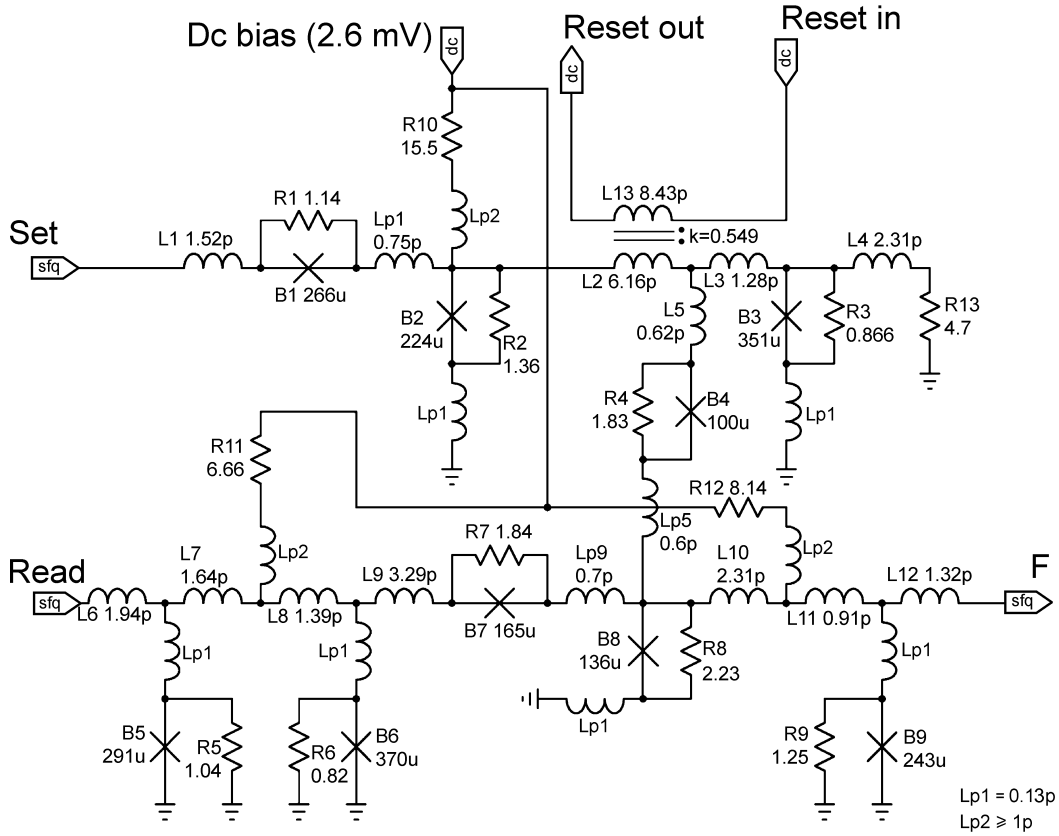 Dc bias (2.6 mV)
Reset out
Reset in
dc
dc
dc
R10
15.5
Lp2
L13 8.43p
k=0.549
Set
sfq
L1 1.52p
R1 1.14
B1 266u
Lp1
0.75p
L2 6.16p
L3 1.28p
L4 2.31p
B2
224u
R2
1.36
L5
0.62p
B3
351u
R3
0.866
R13
4.7
Lp1
R4
1.83
B4
100u
Lp1
R11
6.66
Lp2
R12 8.14
Lp5
0.6p
Lp2
Read
sfq
L6 1.94p
L7
1.64p
L8 1.39p
L9 3.29p
R7 1.84
B7 165u
Lp9
0.7p
L10
2.31p
L11 0.91p
L12 1.32p
F
sfq
Lp1
Lp1
B8
136u
R8
2.23
Lp1
Lp1
B5
291u
R5
1.04
R6
0.82
B6
370u
R9
1.25
B9
243u
Lp1 = 0.13p
Lp2 ⩾ 1p